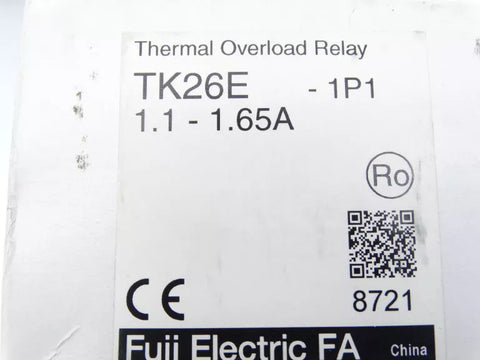 Thermal Overload Relay
TK26E - 1P1
1.1 - 1.65A
Ro
CE 8721
Fuji Electric FA China